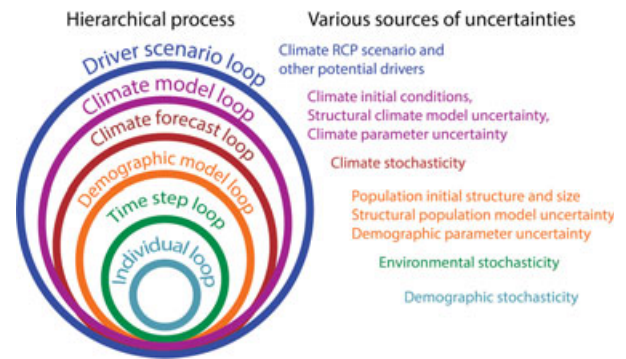 Hierarchical process
Various sources of uncertainties
Driver scenario loop
Climate RCP scenario and
other potential drivers
Climate model loop
Climate initial conditions,
Structural climate model uncertainty,
Climate parameter uncertainty
Climate forecast loop
Climate stochasticity
Demographic model loop
Population initial structure and size
Structural population model uncertainty
Demographic parameter uncertainty
Time step loop
Environmental stochasticity
Individual loop
Demographic stochasticity